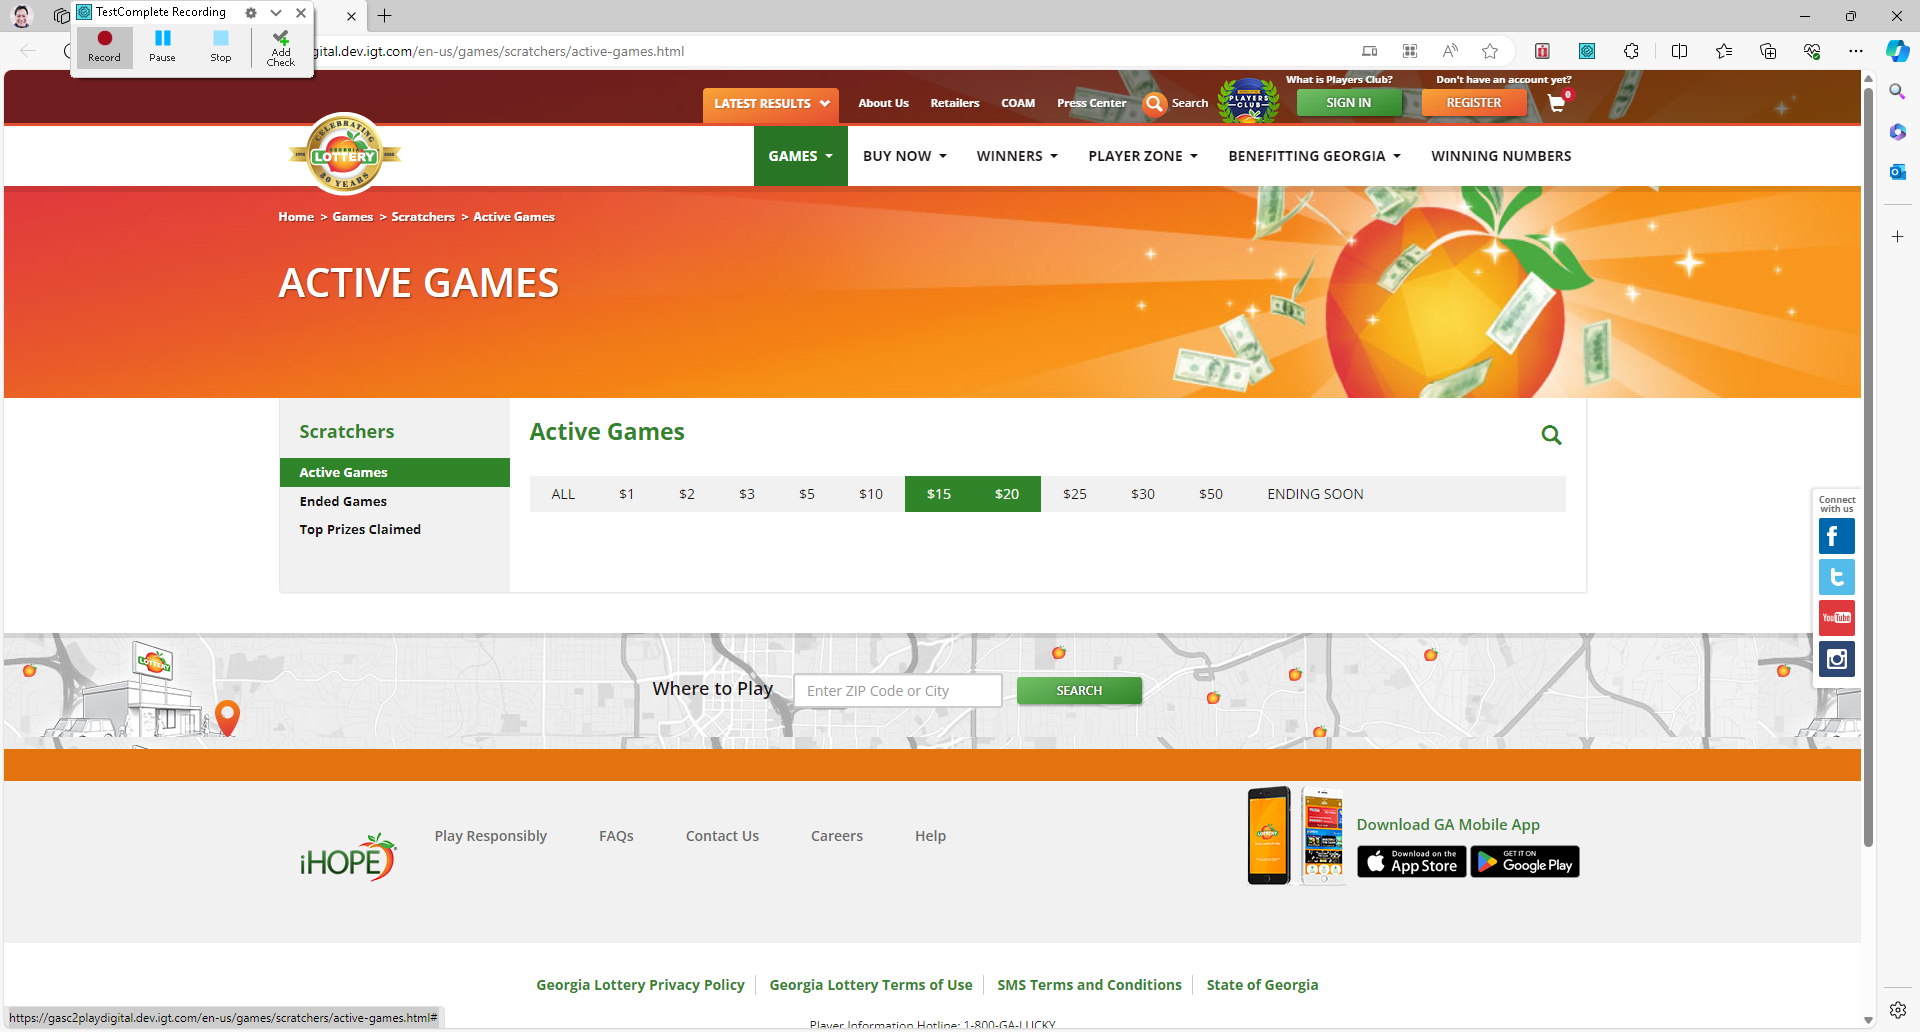 TestComplete Recording
Record
Pause
Stop
Add
Check
gital.dev.igt.com/en-us/games/scratchers/active-games.html
LATEST RESULTS
About Us
Retailers
COAM
Press Center
Search
PLAYERS
CLUB
What is Players Club?
SIGN IN
Don't have an account yet?
REGISTER
0
CELEBRATING
GEORGIA
LOTTERY
30 YEARS
GAMES
BUY NOW
WINNERS
PLAYER ZONE
BENEFITTING GEORGIA
WINNING NUMBERS
Home > Games > Scratchers > Active Games
ACTIVE GAMES
Scratchers
Active Games
Ended Games
Top Prizes Claimed
Active Games
ALL $1 $2 $3 $5 $10 $15 $20 $25 $30 $50 ENDING SOON
Connect
with us
YouTube
LOTTERY
Where to Play
Enter ZIP Code or City
SEARCH
iHOPE
Play Responsibly
FAQs
Contact Us
Careers
Help
Download GA Mobile App
Download on the
App Store
GET IT ON
Google Play
Georgia Lottery Privacy Policy
Georgia Lottery Terms of Use
SMS Terms and Conditions
State of Georgia
Player Information Hotline: 1-800-GA-LUCKY
https://gasc2playdigital.dev.igt.com/en-us/games/scratchers/active-games.html#